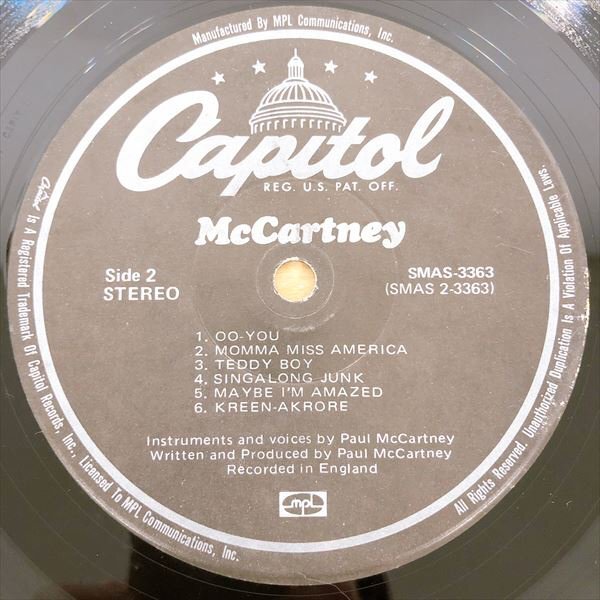 Manufactured By MPL Communications, Inc.
Capitol
REG. U.S. PAT. OFF.
McCartney
Side 2
STEREO
SMAS-3363
(SMAS 2-3363)
1. OO-YOU
2. MOMMA MISS AMERICA
3. TEDDY BOY
4. SINGALONG JUNK
5. MAYBE I'M AMAZED
6. KREEN-AKRORE
Instruments and voices by Paul McCartney
Written and Produced by Paul McCartney
Recorded in England
mpl
Capitol Is A Registered Trademark Of Capitol Records, Inc., Licensed To MPL Communications, Inc.
All Rights Reserved. Unauthorized Duplication Is A Violation Of Applicable Laws.